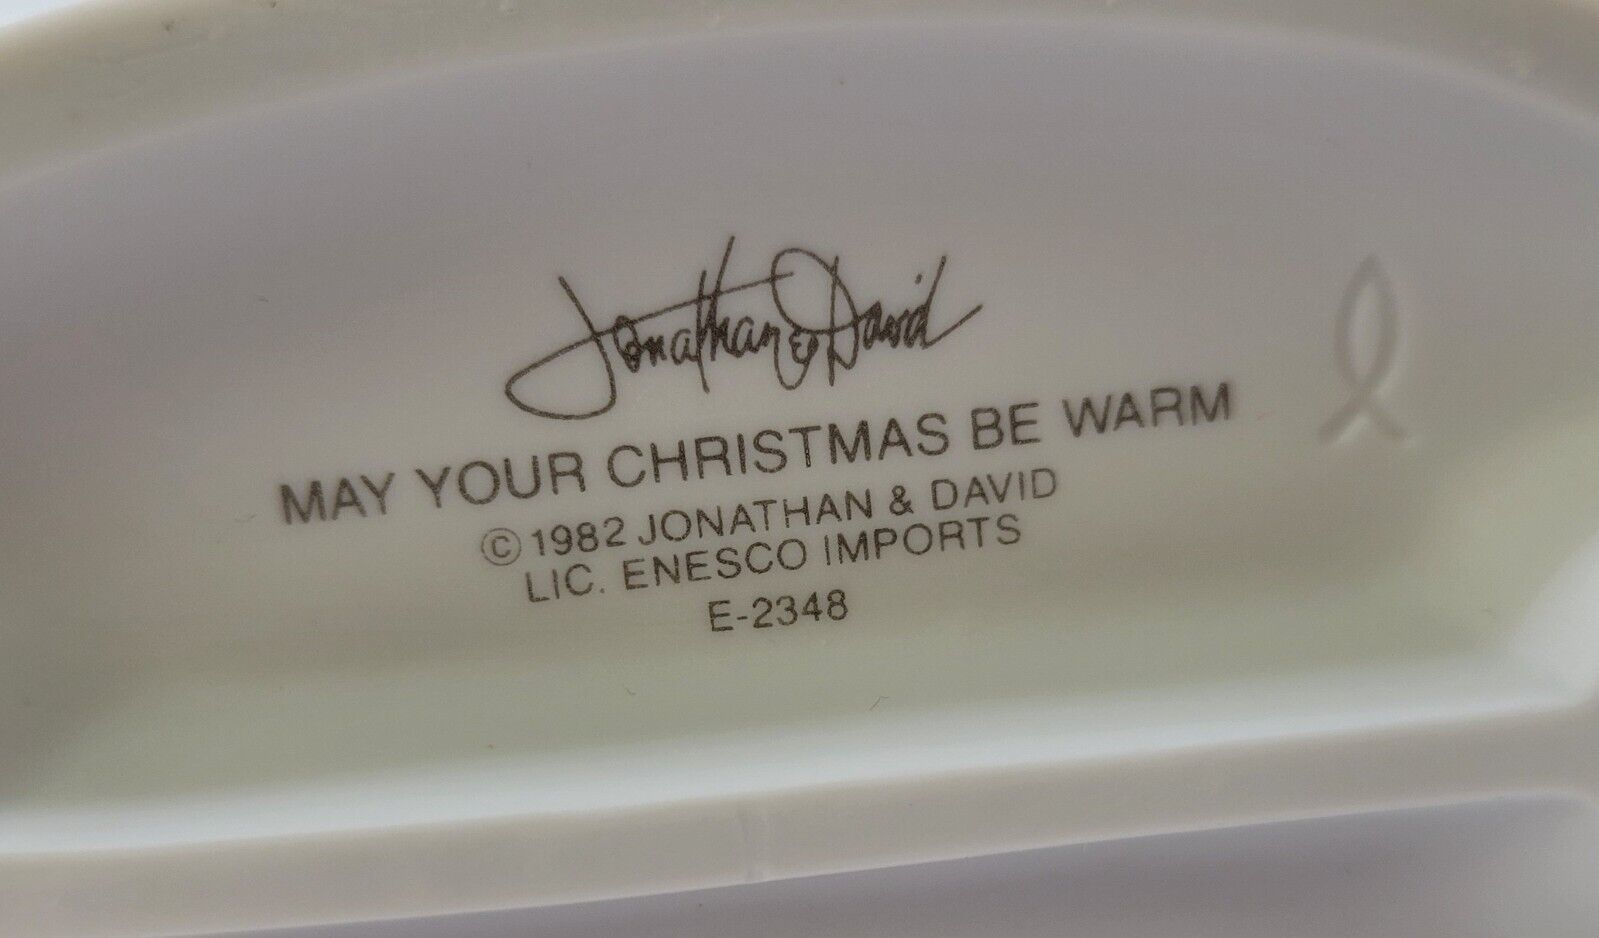 Jonathan & David
MAY YOUR CHRISTMAS BE WARM
©1982 JONATHAN & DAVID
LIC. ENESCO IMPORTS
E-2348